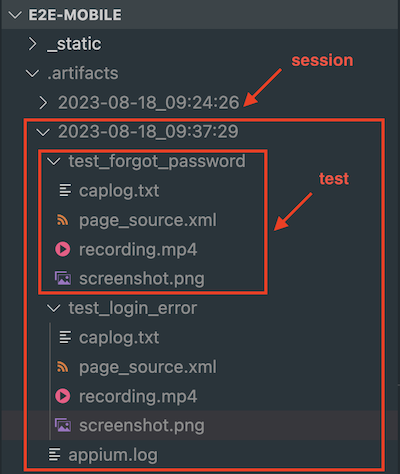 E2E-MOBILE
_static
session
.artifacts
2023-08-18_09:24:26
2023-08-18_09:37:29
test_forgot_password
test
caplog.txt
page_source.xml
recording.mp4
screenshot.png
test_login_error
caplog.txt
page_source.xml
recording.mp4
screenshot.png
appium.log